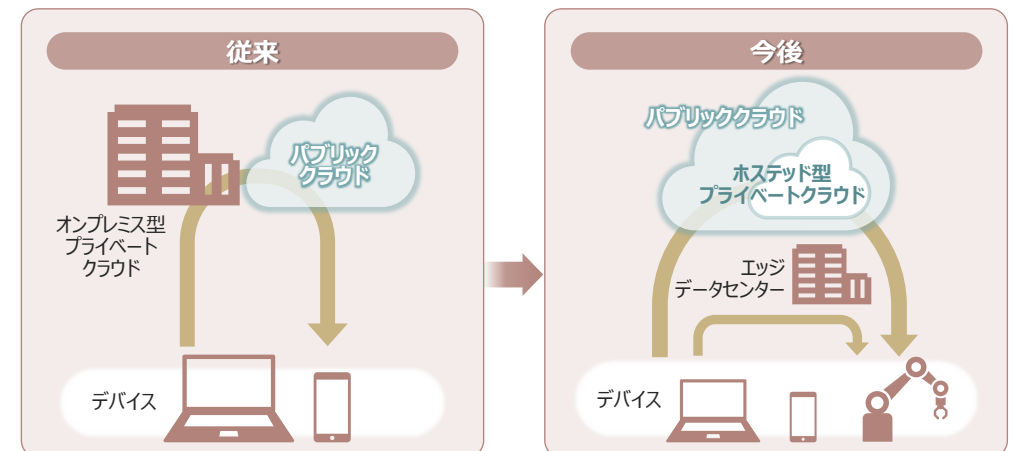 従来
パブリック
クラウド
オンプレミス型
プライベート
クラウド
デバイス
今後
パブリッククラウド
ホステッド型
プライベートクラウド
エッジ
データセンター
デバイス